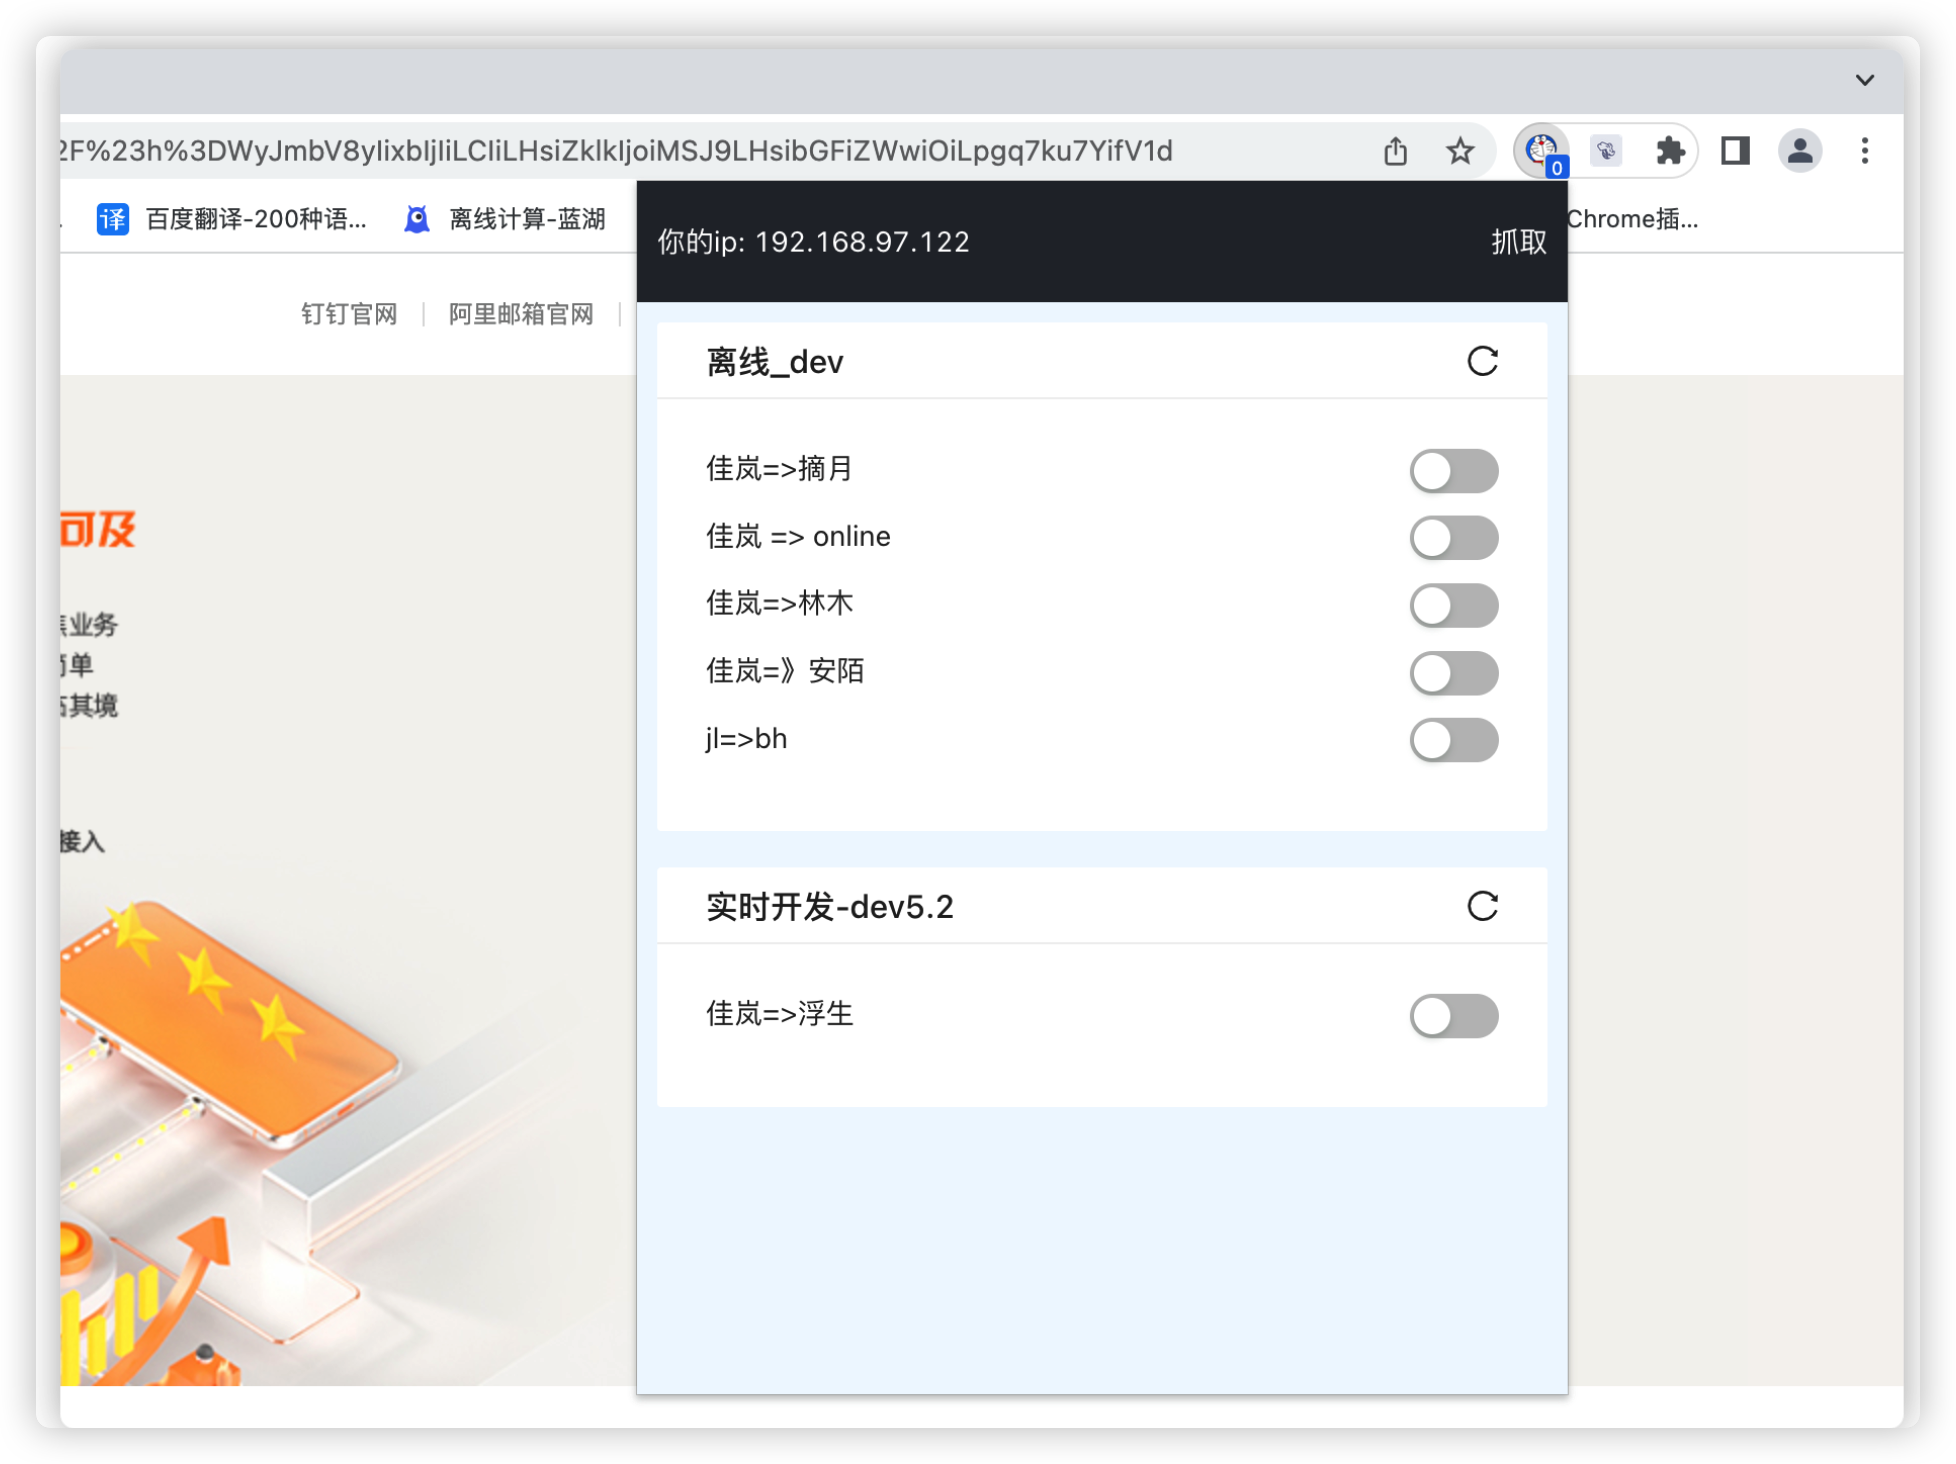 2F%23h%3DWyJmbV8yIixbIjIiLCIiLHsiZklkIjoiMSJ9LHsibGFiZWwiOiLpgq7ku7YifV1d
0
译 百度翻译-200种语... 离线计算-蓝湖
Chrome插...
你的ip: 192.168.97.122
抓取
钉钉官网 | 阿里邮箱官网 |
离线_dev
佳岚=>摘月
佳岚 => online
佳岚=>林木
佳岚=》安陌
jl=>bh
实时开发-dev5.2
佳岚=>浮生
可及
业务
单
其境
接入